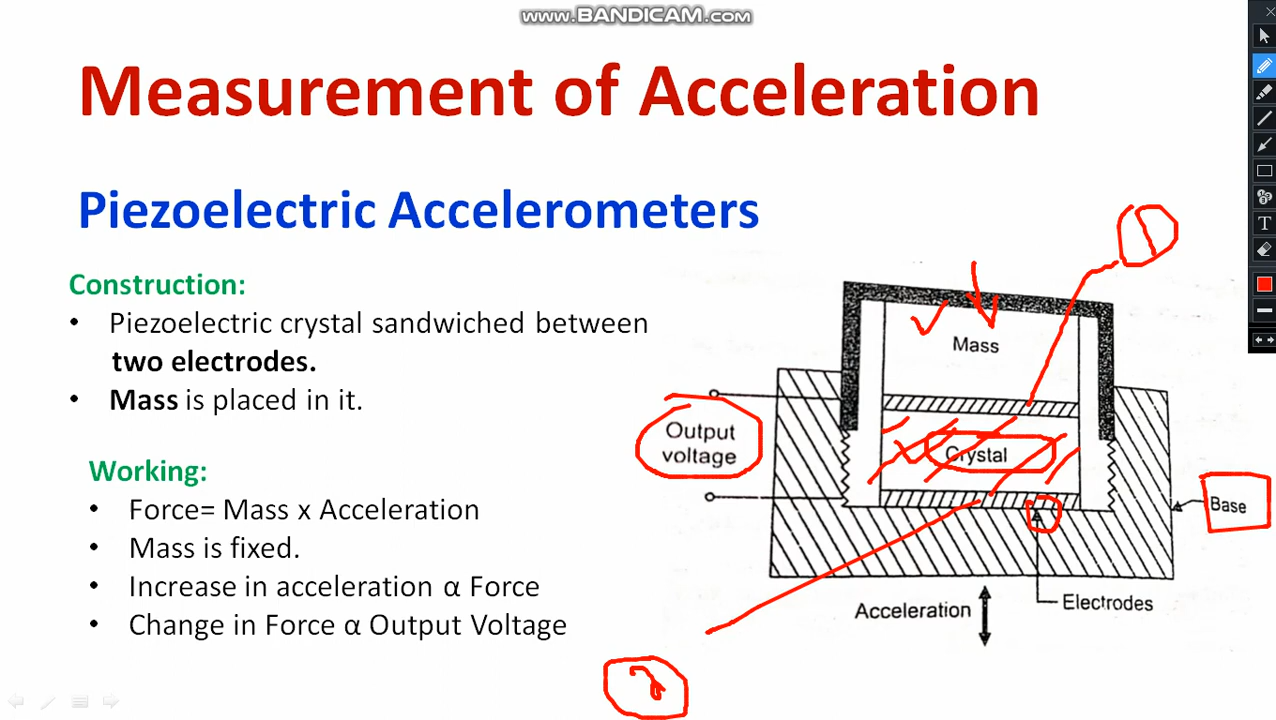 www.BANDICAM.com
Measurement of Acceleration
Piezoelectric Accelerometers
Construction:
• Piezoelectric crystal sandwiched between
two electrodes.
• Mass is placed in it.
Working:
• Force= Mass x Acceleration
• Mass is fixed.
• Increase in acceleration α Force
• Change in Force α Output Voltage
Mass
Output
voltage
Crystal
Base
Electrodes
Acceleration
T